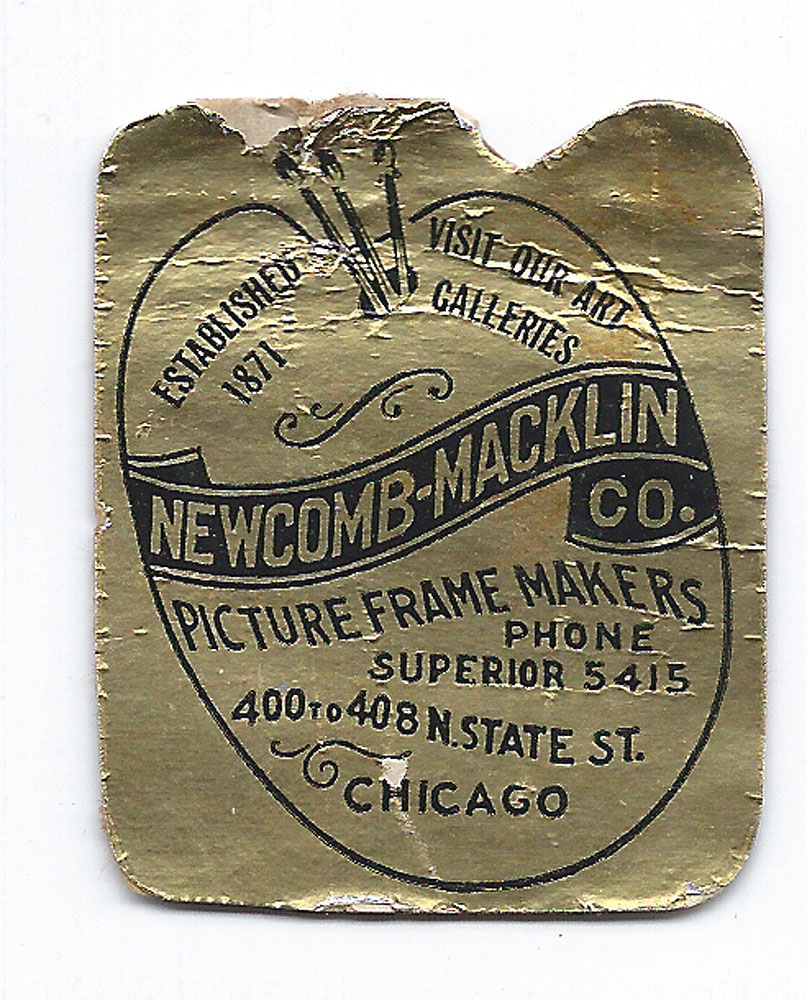 ESTABLISHED
1871
VISIT OUR ART
GALLERIES
NEWCOMB-MACKLIN
CO.
PICTURE FRAME MAKERS
PHONE
SUPERIOR 5415
400 TO 408 N. STATE ST.
CHICAGO